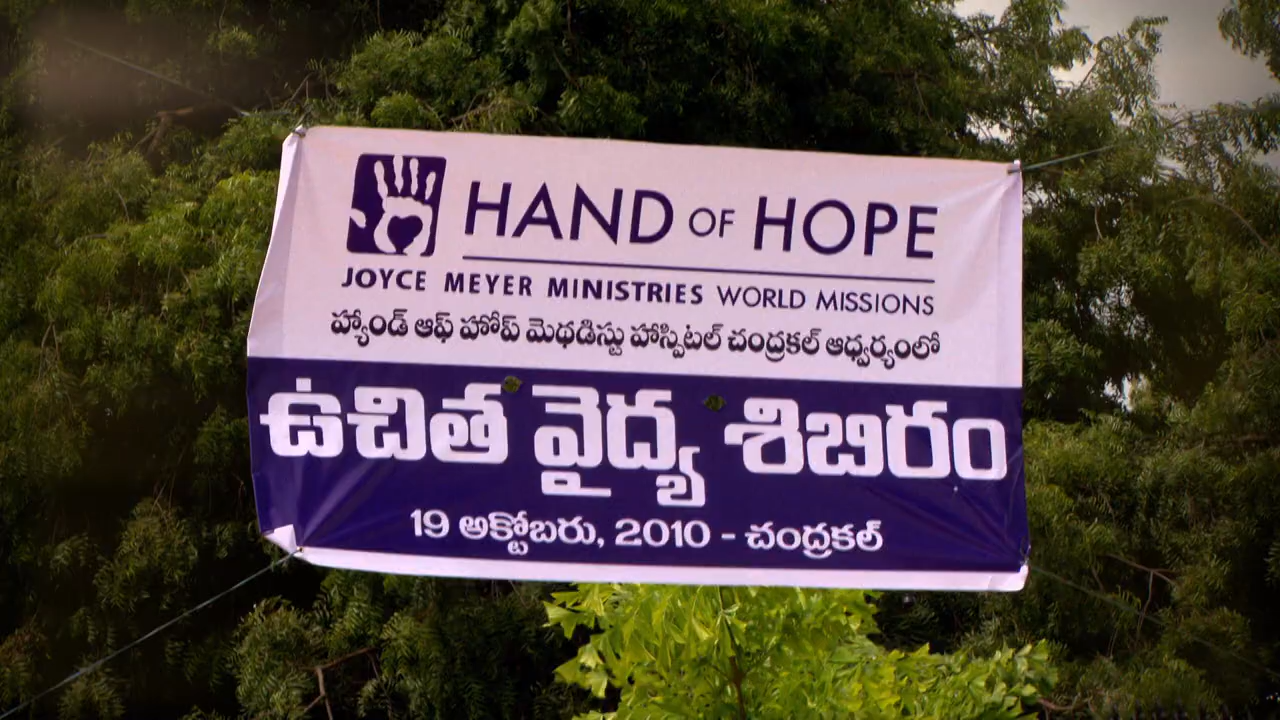 HAND OF HOPE
JOYCE MEYER MINISTRIES WORLD MISSIONS
హ్యాండ్ ఆఫ్ హోప్ మెథడిస్టు హాస్పిటల్ చంద్రకల్ ఆధ్వర్యంలో
ఉచిత వైద్య శిబిరం
19 అక్టోబరు, 2010 - చంద్రకల్